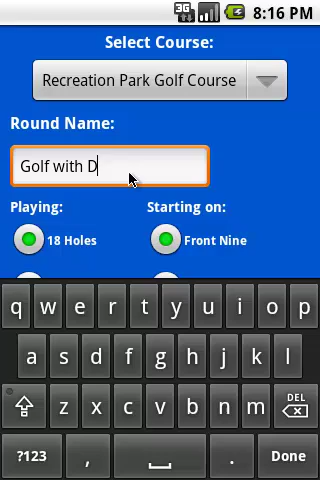 3G 8:16 PM
Select Course:
Recreation Park Golf Course
Round Name:
Golf with D
Playing: Starting on:
18 Holes Front Nine
q w e r t y u i o p
a s d f g h j k l
z x c v b n m DEL
?123 , . Done